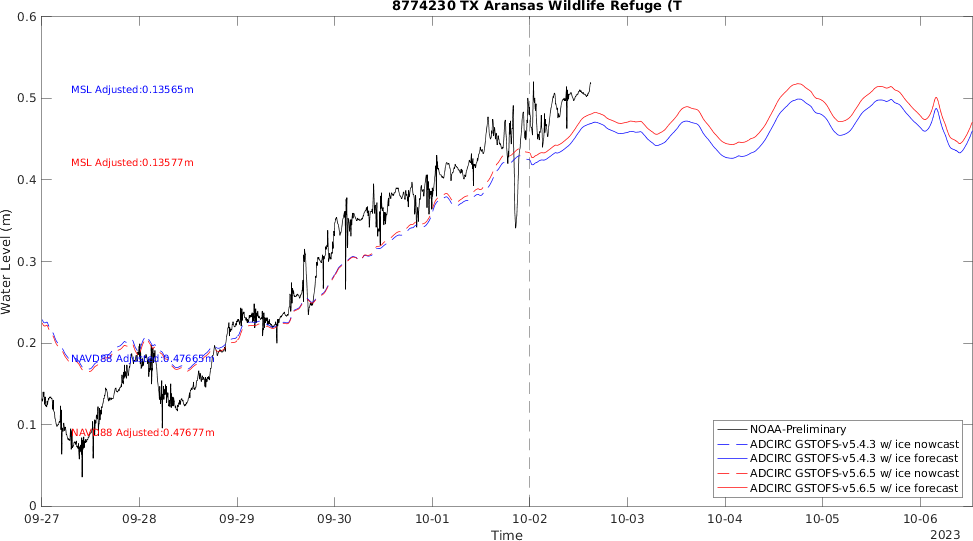 8774230 TX Aransas Wildlife Refuge (T
0.6
0.5
0.4
0.3
0.2
0.1
0
Water Level (m)
MSL Adjusted:0.13565m
MSL Adjusted:0.13577m
NAVD88 Adjusted:0.47665m
NAVD88 Adjusted:0.47677m
NOAA-Preliminary
ADCIRC GSTOFS-v5.4.3 w/ ice nowcast
ADCIRC GSTOFS-v5.4.3 w/ ice forecast
ADCIRC GSTOFS-v5.6.5 w/ ice nowcast
ADCIRC GSTOFS-v5.6.5 w/ ice forecast
09-27 09-28 09-29 09-30 10-01 10-02 10-03 10-04 10-05 10-06
Time
2023